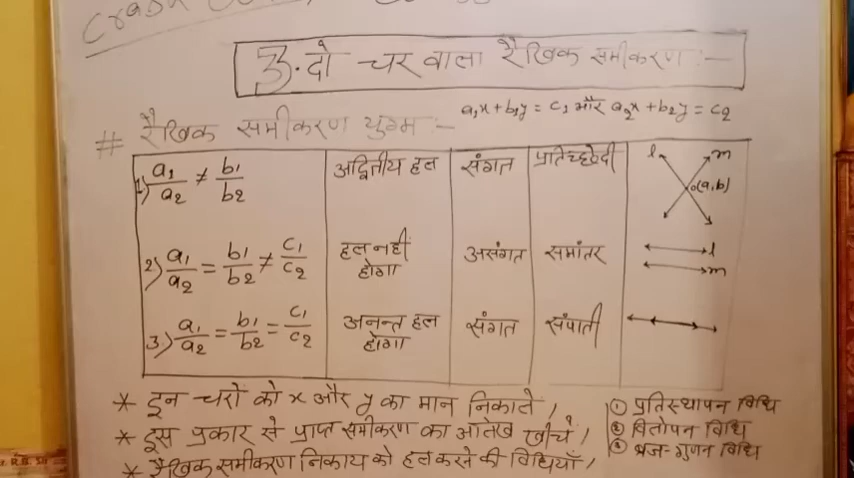 Crash
3. दो चर वाला रैखिक समीकरण :-
# रैखिक समीकरण युग्म :- a₁x + b₁y = c₁ और a₂x + b₂y = c₂
1) a₁/a₂ ≠ b₁/b₂ अद्वितीय हल संगत प्रतिच्छेदी l m o(a,b)
2) a₁/a₂ = b₁/b₂ ≠ c₁/c₂ हल नही होगा असंगत समांतर l m
3) a₁/a₂ = b₁/b₂ = c₁/c₂ अनन्त हल होगा संगत संपाती
* इन चरो को x और y का मान निकाले,
* इस प्रकार से प्राप्त समीकरण का आलेख खीचे,
* रैखिक समीकरण निकाय को हल करने की विधियाँ,
① प्रतिस्थापन विधि
② विलोपन विधि
③ ब्रज-गुणन विधि